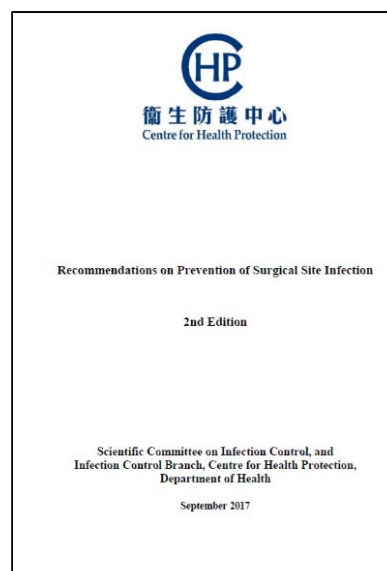 CHP
衞生防護中心
Centre for Health Protection
Recommendations on Prevention of Surgical Site Infection
2nd Edition
Scientific Committee on Infection Control, and
Infection Control Branch, Centre for Health Protection,
Department of Health
September 2017